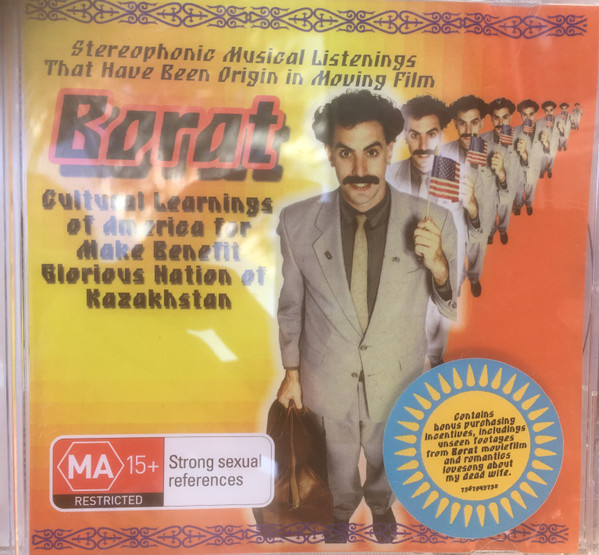 Stereophonic Musical Listenings
That Have Been Origin in Moving Film
Borat
Cultural Learnings
of America for
Make Benefit
Glorious Nation of
Kazakhstan
MA 15+
RESTRICTED
Strong sexual
references
Contains
bonus purchasing
incentives, includings
unseen footages
from Borat moviefilm
and romantics
lovesong about
my dead wife.